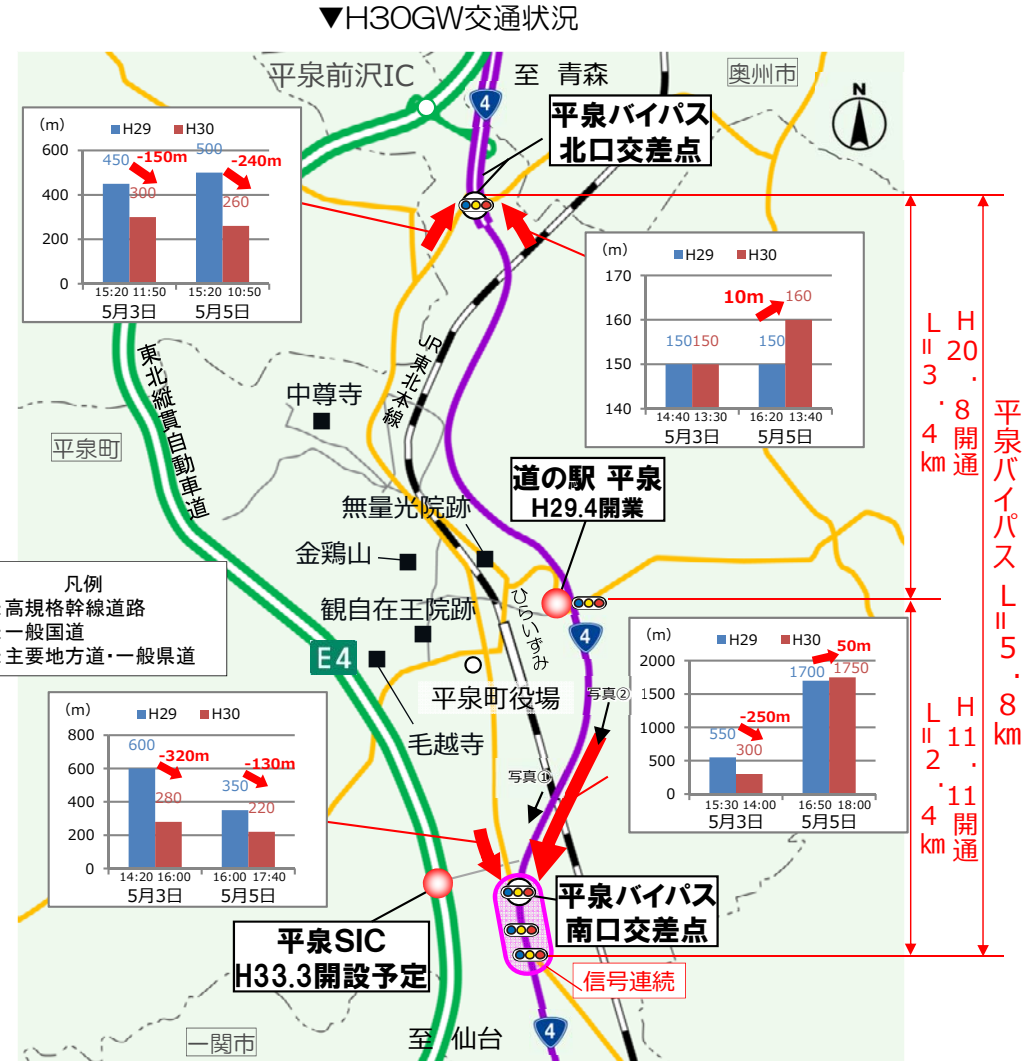 ▼H30GW交通状況
平泉前沢IC
至 青森
奥州市
4
N
平泉バイパス
北口交差点
(m)
H29 H30
600
400
200
0
450
-150m
300
500
-240m
260
15:20 11:50 15:20 10:50
5月3日 5月5日
(m)
H29 H30
170
160
150
140
150 150
10m
150
160
14:40 13:30 16:20 13:40
5月3日 5月5日
H20.8開通
L=3.4km
平泉バイパス L=5.8km
東北縦貫自動車道
JR東北本線
中尊寺
平泉町
道の駅 平泉
H29.4開業
無量光院跡
金鶏山
観自在王院跡
ひらいずみ
凡例
:高規格幹線道路
:一般国道
:主要地方道・一般県道
E4
4
平泉町役場
毛越寺
写真②
写真①
(m)
H29 H30
2000
1500
1000
500
0
550
-250m
300
1700
50m
1750
15:30 14:00 16:50 18:00
5月3日 5月5日
H11.11開通
L=2.4km
(m)
H29 H30
800
600
400
200
0
600
-320m
280
350
-130m
220
14:20 16:00 16:00 17:40
5月3日 5月5日
平泉バイパス
南口交差点
平泉SIC
H33.3開設予定
信号連続
一関市
至 仙台
4